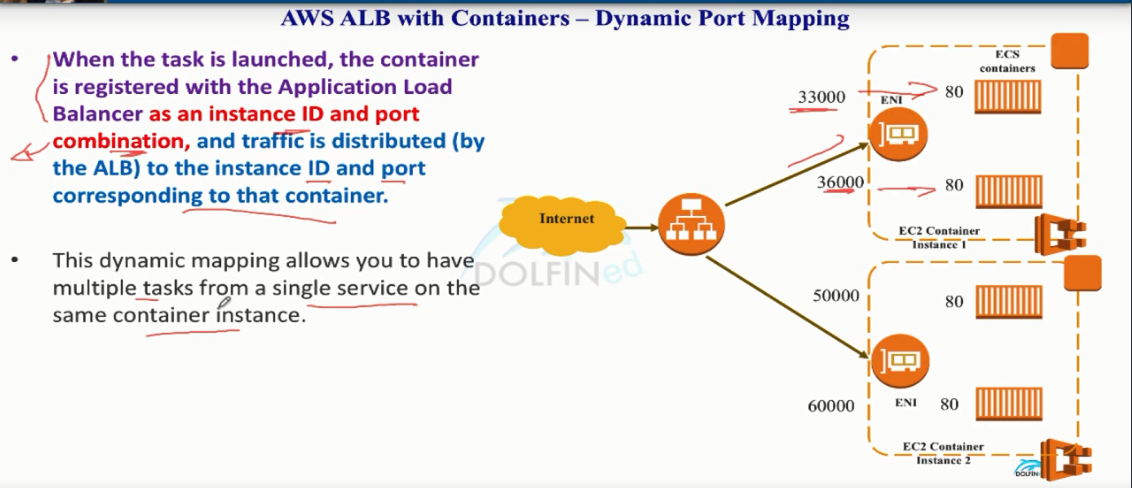 AWS ALB with Containers – Dynamic Port Mapping
• When the task is launched, the container
is registered with the Application Load
Balancer as an instance ID and port
combination, and traffic is distributed (by
the ALB) to the instance ID and port
corresponding to that container.
• This dynamic mapping allows you to have
multiple tasks from a single service on the
same container instance.
Internet
DOLFINed
ECS
containers
33000
ENI
80
36000
80
EC2 Container
Instance 1
50000
80
60000
ENI
80
EC2 Container
Instance 2
DOLFIN